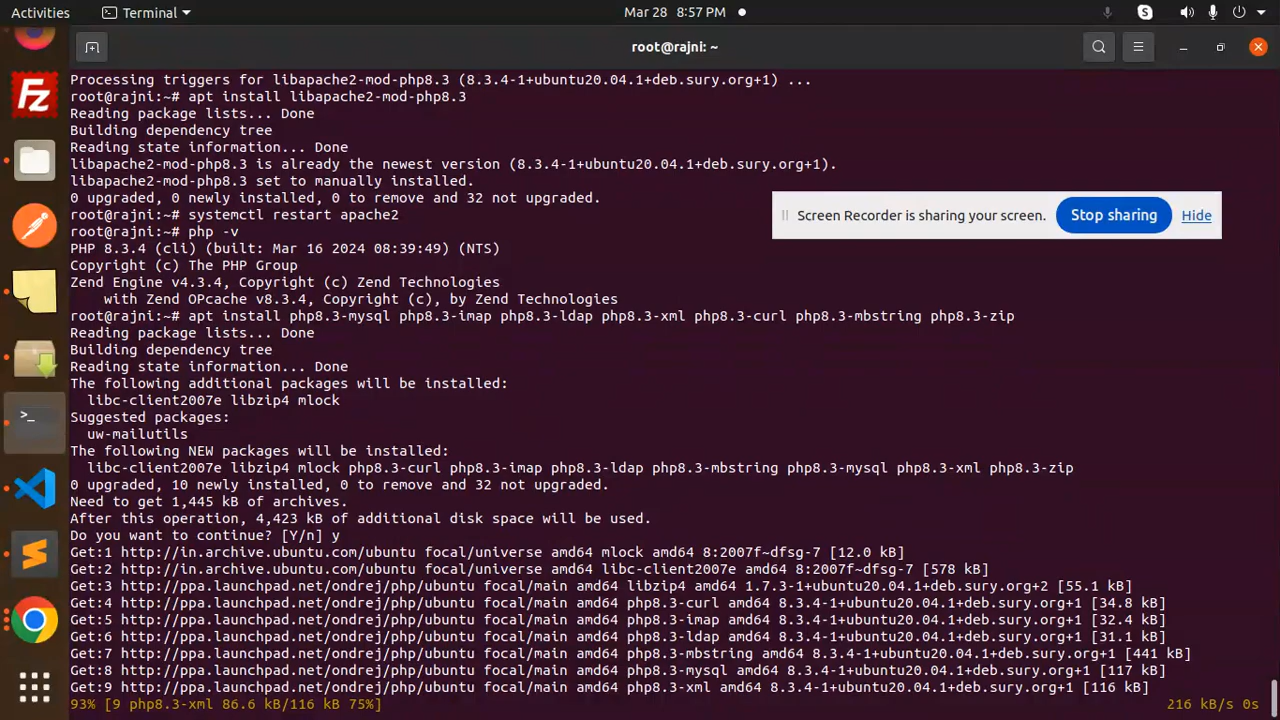 Activities
Terminal
Mar 28 8:57 PM
root@rajni: ~
Processing triggers for libapache2-mod-php8.3 (8.3.4-1+ubuntu20.04.1+deb.sury.org+1) ...
root@rajni:~# apt install libapache2-mod-php8.3
Reading package lists... Done
Building dependency tree
Reading state information... Done
libapache2-mod-php8.3 is already the newest version (8.3.4-1+ubuntu20.04.1+deb.sury.org+1).
libapache2-mod-php8.3 set to manually installed.
0 upgraded, 0 newly installed, 0 to remove and 32 not upgraded.
root@rajni:~# systemctl restart apache2
Screen Recorder is sharing your screen.
Stop sharing
Hide
root@rajni:~# php -v
PHP 8.3.4 (cli) (built: Mar 16 2024 08:39:49) (NTS)
Copyright (c) The PHP Group
Zend Engine v4.3.4, Copyright (c) Zend Technologies
with Zend OPcache v8.3.4, Copyright (c), by Zend Technologies
root@rajni:~# apt install php8.3-mysql php8.3-imap php8.3-ldap php8.3-xml php8.3-curl php8.3-mbstring php8.3-zip
Reading package lists... Done
Building dependency tree
Reading state information... Done
The following additional packages will be installed:
libc-client2007e libzip4 mlock
Suggested packages:
uw-mailutils
The following NEW packages will be installed:
libc-client2007e libzip4 mlock php8.3-curl php8.3-imap php8.3-ldap php8.3-mbstring php8.3-mysql php8.3-xml php8.3-zip
0 upgraded, 10 newly installed, 0 to remove and 32 not upgraded.
Need to get 1,445 kB of archives.
After this operation, 4,423 kB of additional disk space will be used.
Do you want to continue? [Y/n] y
Get:1 http://in.archive.ubuntu.com/ubuntu focal/universe amd64 mlock amd64 8:2007f~dfsg-7 [12.0 kB]
Get:2 http://in.archive.ubuntu.com/ubuntu focal/universe amd64 libc-client2007e amd64 8:2007f~dfsg-7 [578 kB]
Get:3 http://ppa.launchpad.net/ondrej/php/ubuntu focal/main amd64 libzip4 amd64 1.7.3-1+ubuntu20.04.1+deb.sury.org+2 [55.1 kB]
Get:4 http://ppa.launchpad.net/ondrej/php/ubuntu focal/main amd64 php8.3-curl amd64 8.3.4-1+ubuntu20.04.1+deb.sury.org+1 [34.8 kB]
Get:5 http://ppa.launchpad.net/ondrej/php/ubuntu focal/main amd64 php8.3-imap amd64 8.3.4-1+ubuntu20.04.1+deb.sury.org+1 [32.4 kB]
Get:6 http://ppa.launchpad.net/ondrej/php/ubuntu focal/main amd64 php8.3-ldap amd64 8.3.4-1+ubuntu20.04.1+deb.sury.org+1 [31.1 kB]
Get:7 http://ppa.launchpad.net/ondrej/php/ubuntu focal/main amd64 php8.3-mbstring amd64 8.3.4-1+ubuntu20.04.1+deb.sury.org+1 [441 kB]
Get:8 http://ppa.launchpad.net/ondrej/php/ubuntu focal/main amd64 php8.3-mysql amd64 8.3.4-1+ubuntu20.04.1+deb.sury.org+1 [117 kB]
Get:9 http://ppa.launchpad.net/ondrej/php/ubuntu focal/main amd64 php8.3-xml amd64 8.3.4-1+ubuntu20.04.1+deb.sury.org+1 [116 kB]
93% [9 php8.3-xml 86.6 kB/116 kB 75%] 216 kB/s 0s